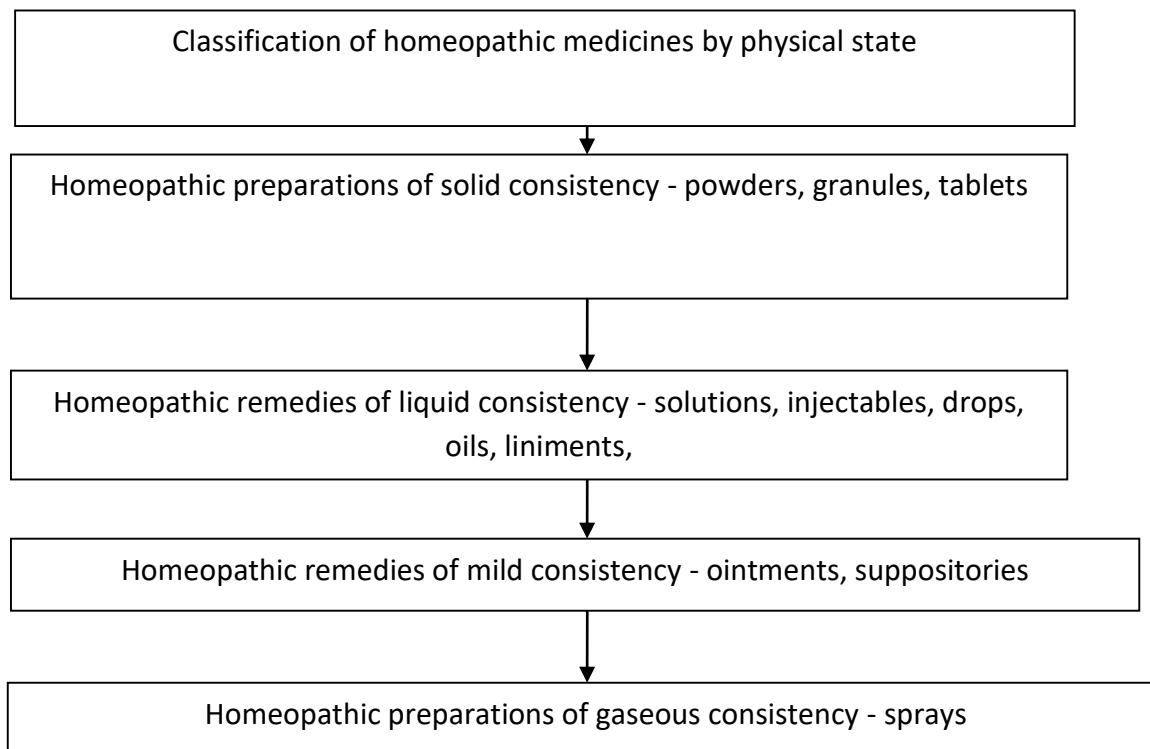 Classification of homeopathic medicines by physical state
Homeopathic preparations of solid consistency - powders, granules, tablets
Homeopathic remedies of liquid consistency - solutions, injectables, drops,
oils, liniments,
Homeopathic remedies of mild consistency - ointments, suppositories
Homeopathic preparations of gaseous consistency - sprays